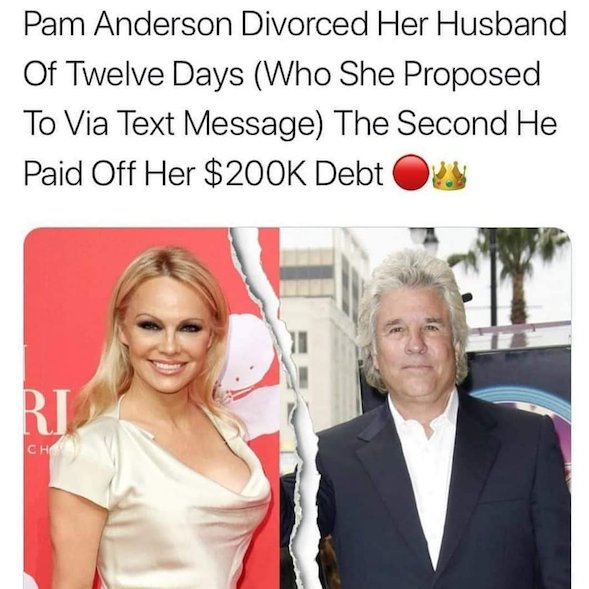 Pam Anderson Divorced Her Husband
Of Twelve Days (Who She Proposed
To Via Text Message) The Second He
Paid Off Her $200K Debt 🔴👑
RI
CH